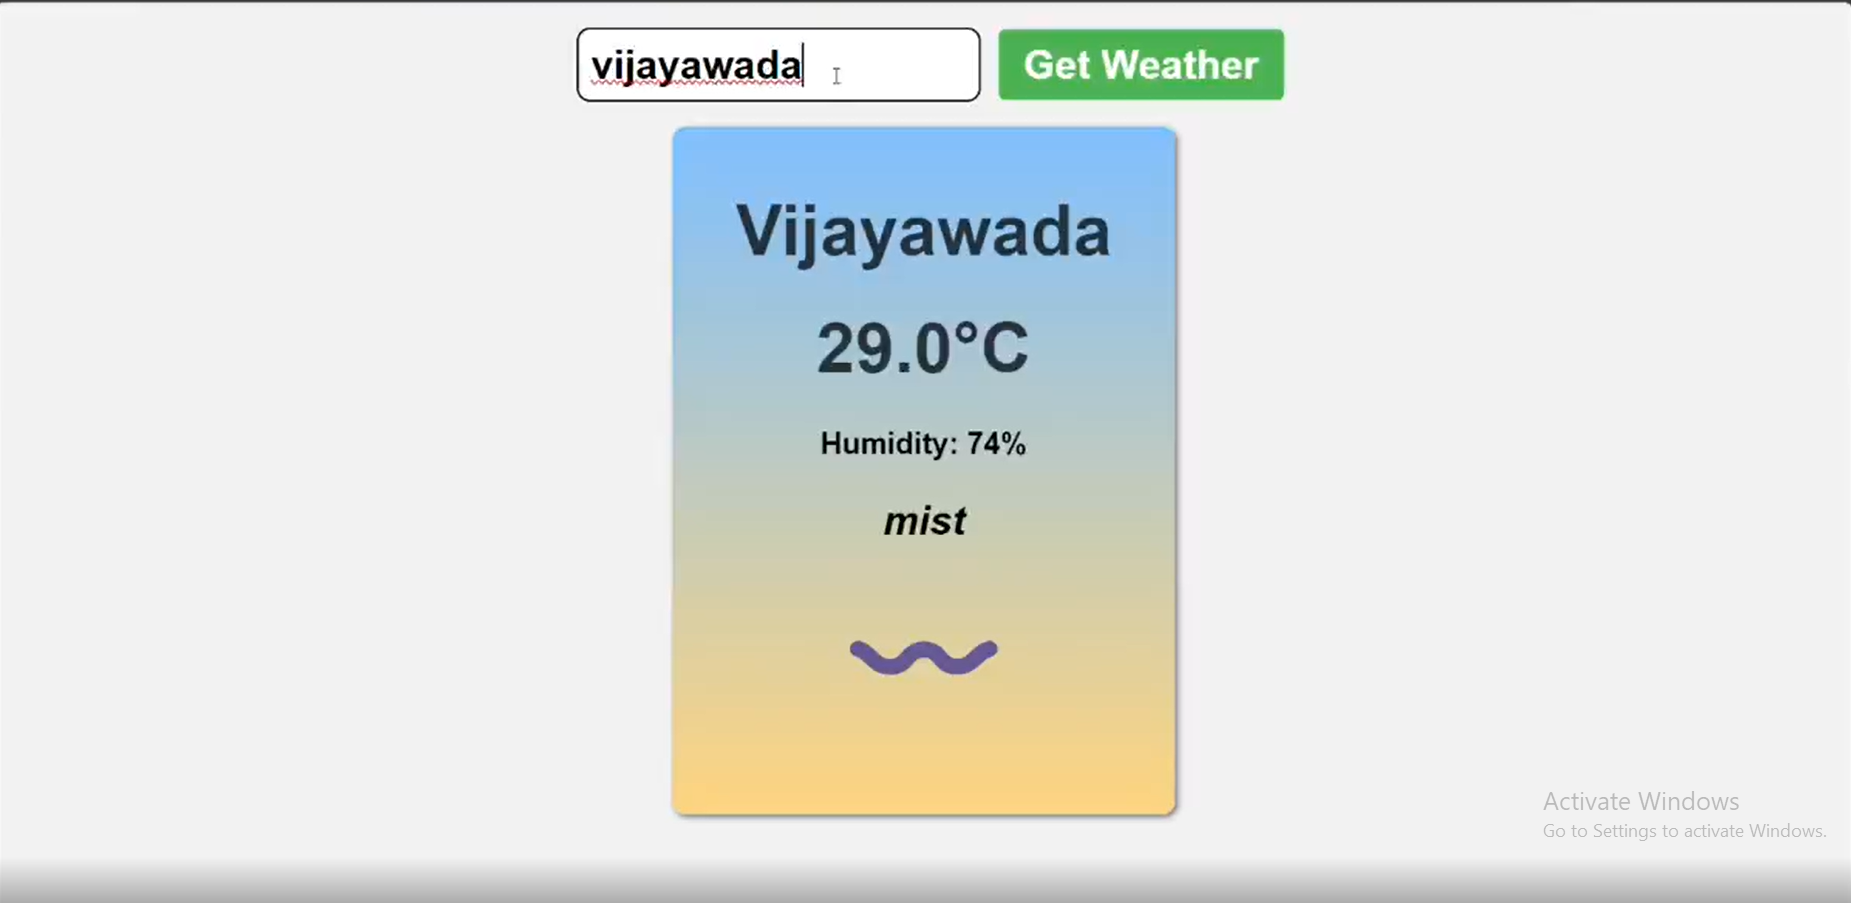 vijayawada
Get Weather
Vijayawada
29.0°C
Humidity: 74%
mist
Activate Windows
Go to Settings to activate Windows.